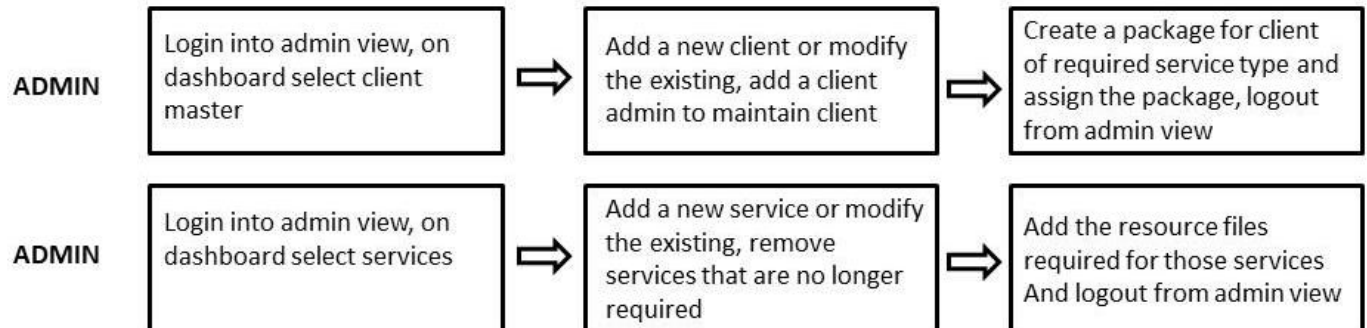 ADMIN
Login into admin view, on
dashboard select client
master
Add a new client or modify
the existing, add a client
admin to maintain client
Create a package for client
of required service type and
assign the package, logout
from admin view
ADMIN
Login into admin view, on
dashboard select services
Add a new service or modify
the existing, remove
services that are no longer
required
Add the resource files
required for those services
And logout from admin view